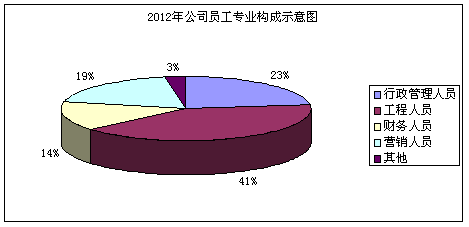 2012年公司员工专业构成示意图
3%
19%
23%
14%
41%
行政管理人员
工程人员
财务人员
营销人员
其他